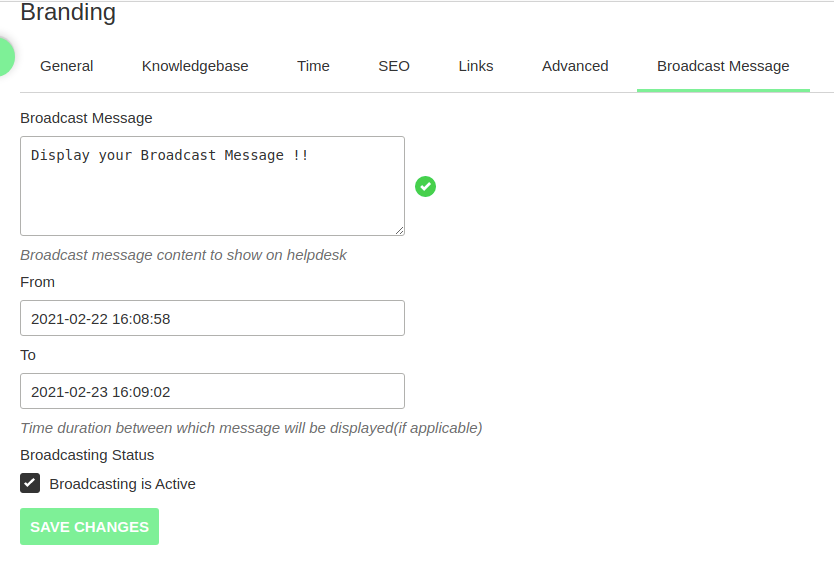 Branding
General Knowledgebase Time SEO Links Advanced Broadcast Message
Broadcast Message
Display your Broadcast Message !!
Broadcast message content to show on helpdesk
From
2021-02-22 16:08:58
To
2021-02-23 16:09:02
Time duration between which message will be displayed(if applicable)
Broadcasting Status
Broadcasting is Active
SAVE CHANGES